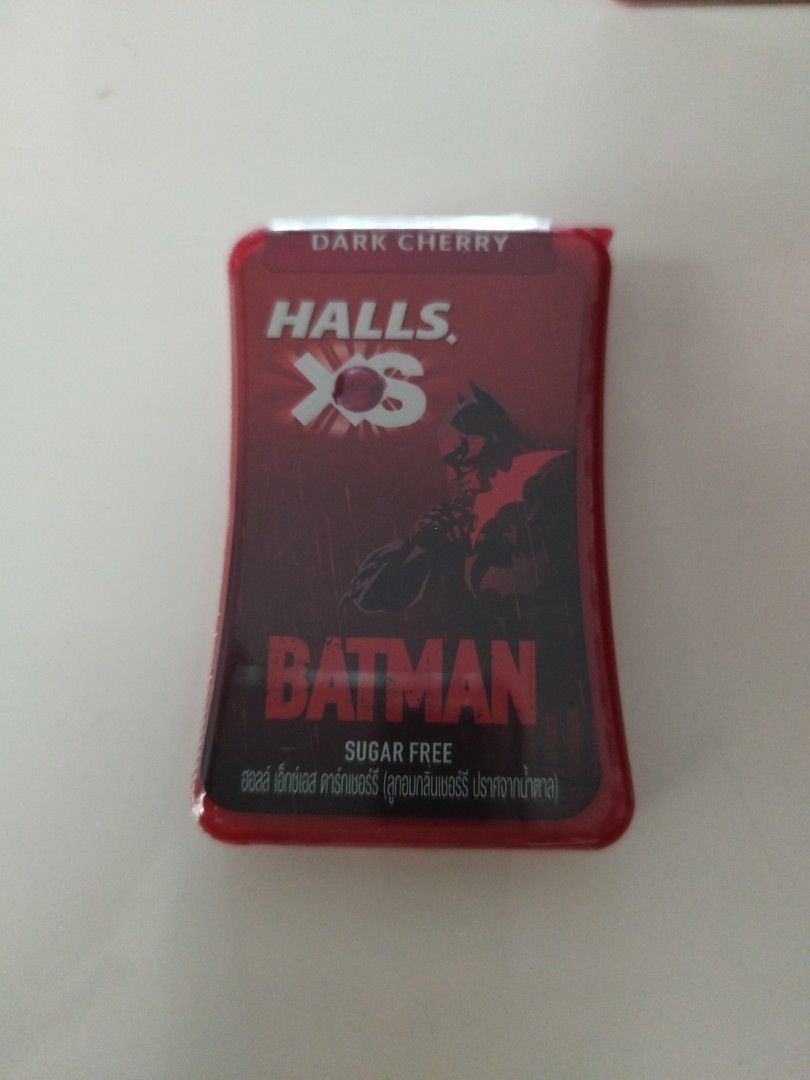 DARK CHERRY
HALLS.
XS
BATMAN
SUGAR FREE
ฮอลล์ เอ็กซ์เอส ดาร์กเชอร์รี่ (ลูกอมกลิ่นเชอร์รี่ ปราศจากน้ำตาล)